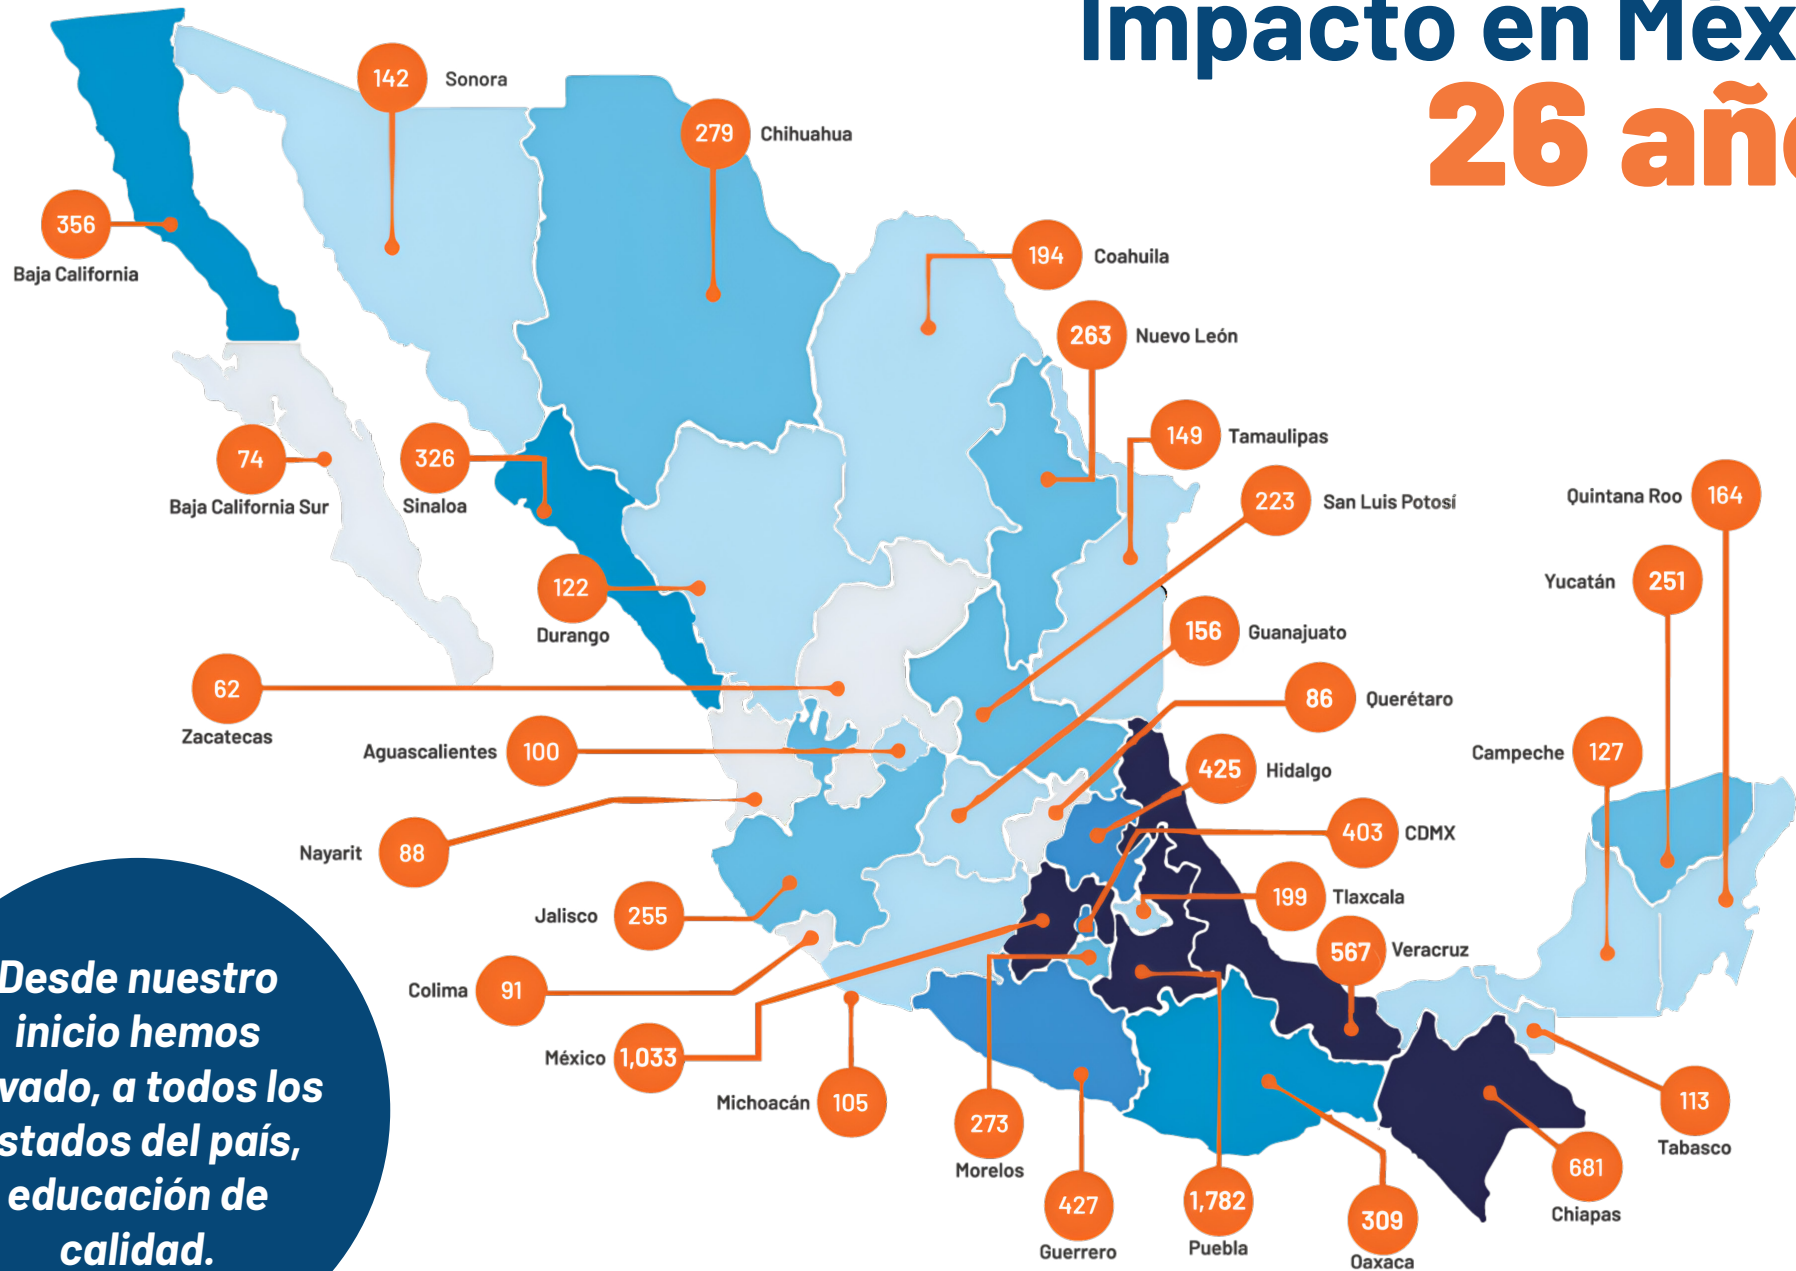 Impacto en Méx
26 año
142 Sonora
279 Chihuahua
356
Baja California
194 Coahuila
263 Nuevo León
74
Baja California Sur
326
Sinaloa
149 Tamaulipas
223 San Luis Potosí
Quintana Roo 164
Yucatán 251
122
Durango
156 Guanajuato
62
Zacatecas
86 Querétaro
Aguascalientes 100
425 Hidalgo
Campeche 127
403 CDMX
Nayarit 88
199 Tlaxcala
Jalisco 255
567 Veracruz
Colima 91
México 1,033
Michoacán 105
273
Morelos
427
Guerrero
1,782
Puebla
309
Oaxaca
113
Tabasco
681
Chiapas
Desde nuestro
inicio hemos
vado, a todos los
stados del país,
educación de
calidad.